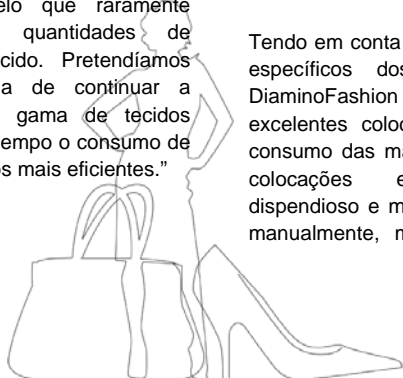 elo que raramente
quantidades de
cido. Pretendíamos
a de continuar a
gama de tecidos
empo o consumo de
os mais eficientes.”
Tendo em conta
específicos dos
DiaminoFashion
excelentes coloc
consumo das ma
colocações e
dispendioso e m
manualmente, m